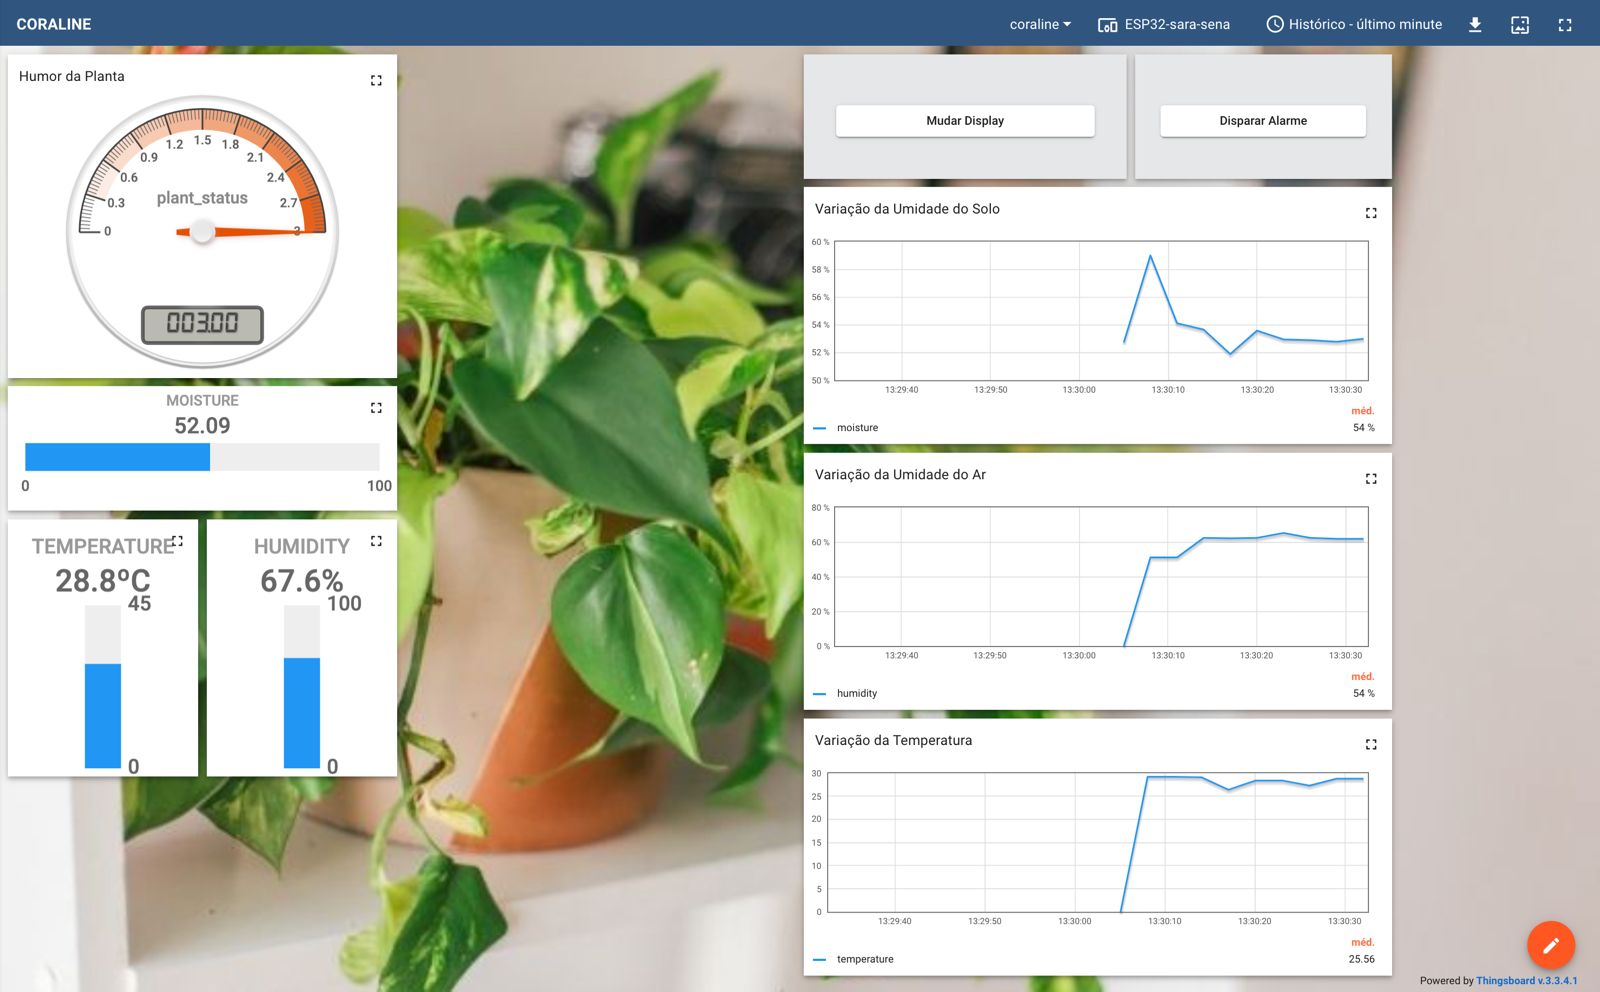 CORALINE
coraline
ESP32-sara-sena
Histórico - último minute
Humor da Planta
0
0.3
0.6
0.9
1.2
1.5
1.8
2.1
2.4
2.7
3
plant_status
003.00
MOISTURE
52.09
0
100
TEMPERATURE
28.8ºC
45
0
HUMIDITY
67.6%
100
0
Mudar Display
Disparar Alarme
Variação da Umidade do Solo
60 %
58 %
56 %
54 %
52 %
50 %
13:29:40
13:29:50
13:30:00
13:30:10
13:30:20
13:30:30
méd.
moisture
54 %
Variação da Umidade do Ar
80 %
60 %
40 %
20 %
0 %
13:29:40
13:29:50
13:30:00
13:30:10
13:30:20
13:30:30
méd.
humidity
54 %
Variação da Temperatura
30
25
20
15
10
5
0
13:29:40
13:29:50
13:30:00
13:30:10
13:30:20
13:30:30
méd.
temperature
25.56
Powered by Thingsboard v.3.3.4.1